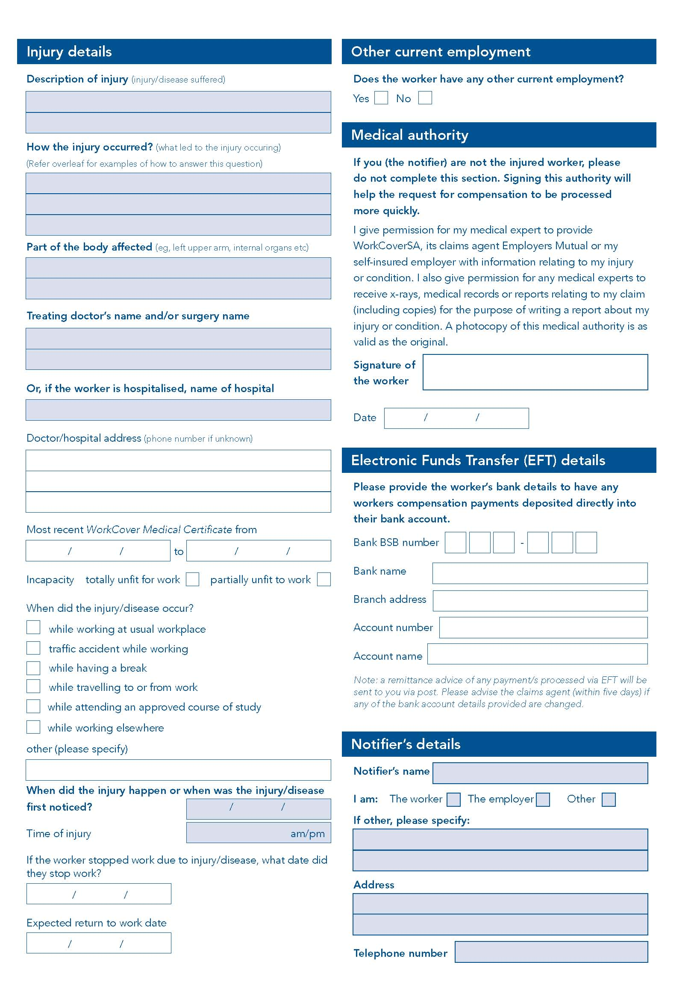 Injury details
Description of injury (injury/disease suffered)
How the injury occurred? (what led to the injury occuring)
(Refer overleaf for examples of how to answer this question)
Part of the body affected (eg, left upper arm, internal organs etc)
Treating doctor's name and/or surgery name
Or, if the worker is hospitalised, name of hospital
Doctor/hospital address (phone number if unknown)
Most recent WorkCover Medical Certificate from
/ / to / /
Incapacity totally unfit for work partially unfit to work
When did the injury/disease occur?
while working at usual workplace
traffic accident while working
while having a break
while travelling to or from work
while attending an approved course of study
while working elsewhere
other (please specify)
When did the injury happen or when was the injury/disease
first noticed? / /
Time of injury am/pm
If the worker stopped work due to injury/disease, what date did
they stop work?
/ /
Expected return to work date
/ /
Other current employment
Does the worker have any other current employment?
Yes No
Medical authority
If you (the notifier) are not the injured worker, please
do not complete this section. Signing this authority will
help the request for compensation to be processed
more quickly.
I give permission for my medical expert to provide
WorkCoverSA, its claims agent Employers Mutual or my
self-insured employer with information relating to my injury
or condition. I also give permission for any medical experts to
receive x-rays, medical records or reports relating to my claim
(including copies) for the purpose of writing a report about my
injury or condition. A photocopy of this medical authority is as
valid as the original.
Signature of
the worker
Date / /
Electronic Funds Transfer (EFT) details
Please provide the worker's bank details to have any
workers compensation payments deposited directly into
their bank account.
Bank BSB number -
Bank name
Branch address
Account number
Account name
Note: a remittance advice of any payment/s processed via EFT will be
sent to you via post. Please advise the claims agent (within five days) if
any of the bank account details provided are changed.
Notifier's details
Notifier's name
I am: The worker The employer Other
If other, please specify:
Address
Telephone number